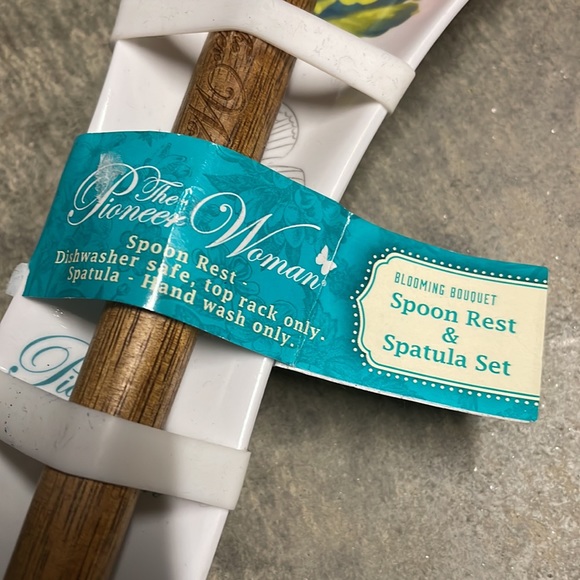 The
Pioneer Woman
Spoon Rest -
Dishwasher safe, top rack only.
Spatula - Hand wash only.
BLOOMING BOUQUET
Spoon Rest
&
Spatula Set